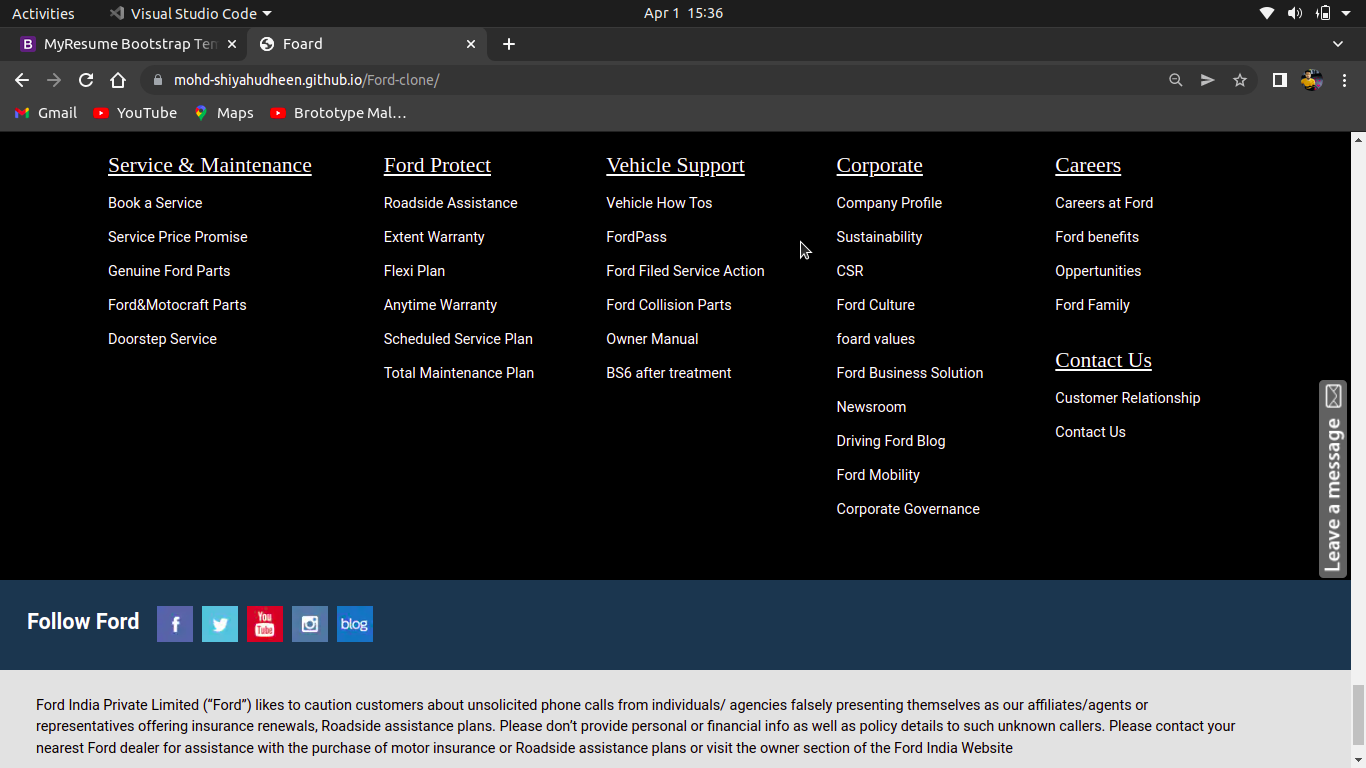 Activities
Visual Studio Code
Apr 1 15:36
MyResume Bootstrap Tem
Foard
mohd-shiyahudheen.github.io/Ford-clone/
Gmail
YouTube
Maps
Brototype Mal…
Service & Maintenance
Book a Service
Service Price Promise
Genuine Ford Parts
Ford&Motocraft Parts
Doorstep Service
Ford Protect
Roadside Assistance
Extent Warranty
Flexi Plan
Anytime Warranty
Scheduled Service Plan
Total Maintenance Plan
Vehicle Support
Vehicle How Tos
FordPass
Ford Filed Service Action
Ford Collision Parts
Owner Manual
BS6 after treatment
Corporate
Company Profile
Sustainability
CSR
Ford Culture
foard values
Ford Business Solution
Newsroom
Driving Ford Blog
Ford Mobility
Corporate Governance
Careers
Careers at Ford
Ford benefits
Oppertunities
Ford Family
Contact Us
Customer Relationship
Contact Us
Leave a message
Follow Ford
f
You
Tube
blog
Ford India Private Limited (“Ford”) likes to caution customers about unsolicited phone calls from individuals/ agencies falsely presenting themselves as our affiliates/agents or
representatives offering insurance renewals, Roadside assistance plans. Please don’t provide personal or financial info as well as policy details to such unknown callers. Please contact your
nearest Ford dealer for assistance with the purchase of motor insurance or Roadside assistance plans or visit the owner section of the Ford India Website